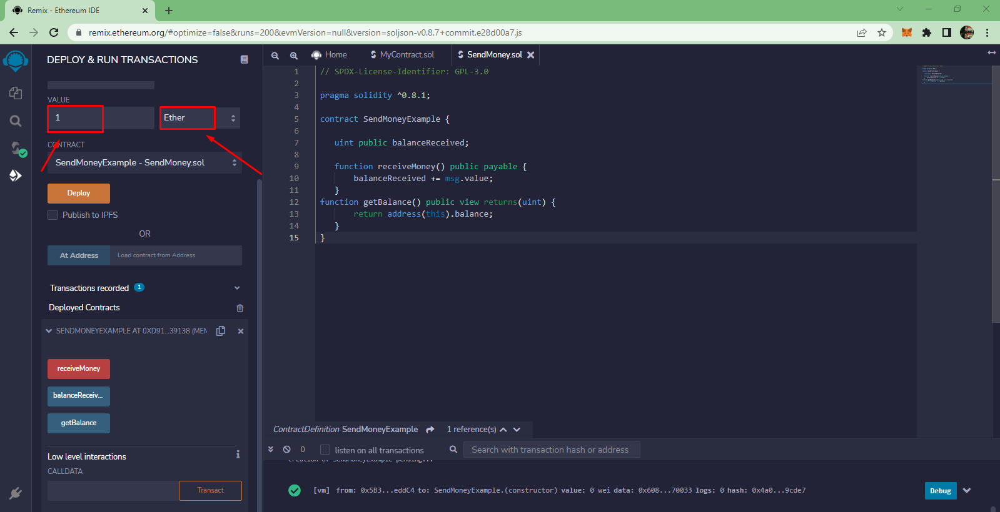 Remix - Ethereum IDE
remix.ethereum.org/#optimize=false&runs=200&evmVersion=null&version=soljson-v0.8.7+commit.e28d00a7.js
DEPLOY & RUN TRANSACTIONS
VALUE
1
Ether
CONTRACT
SendMoneyExample - SendMoney.sol
Deploy
Publish to IPFS
OR
At Address
Load contract from Address
Transactions recorded 1
Deployed Contracts
SENDMONEYEXAMPLE AT 0XD91...39138 (MEM
receiveMoney
balanceReceiv...
getBalance
Low level interactions
CALLDATA
Transact
Home
MyContract.sol
SendMoney.sol
1 // SPDX-License-Identifier: GPL-3.0
2
3 pragma solidity ^0.8.1;
4
5 contract SendMoneyExample {
6
7 uint public balanceReceived;
8
9 function receiveMoney() public payable {
10 balanceReceived += msg.value;
11 }
12 function getBalance() public view returns(uint) {
13 return address(this).balance;
14 }
15 }
ContractDefinition SendMoneyExample 1 reference(s)
0 listen on all transactions
Search with transaction hash or address
creation of SendMoneyExample pending...
[vm] from: 0x5B3...eddC4 to: SendMoneyExample.(constructor) value: 0 wei data: 0x608...70033 logs: 0 hash: 0x4a0...9cde7
Debug